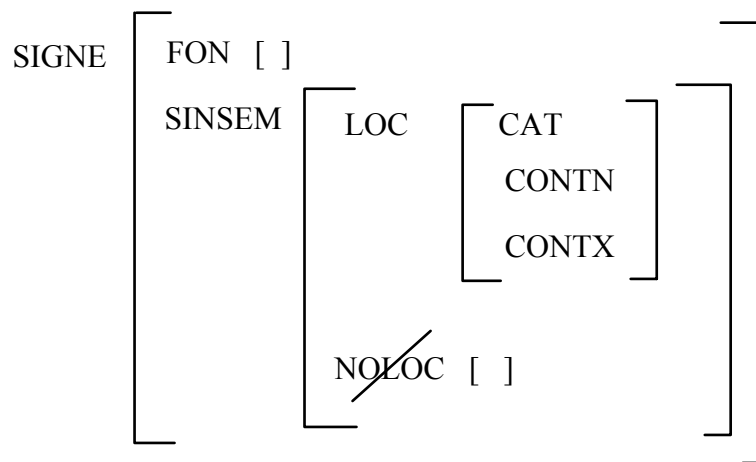 SIGNE FON [ ]
SINSEM LOC CAT
CONTN
CONTX
NOLOC [ ]